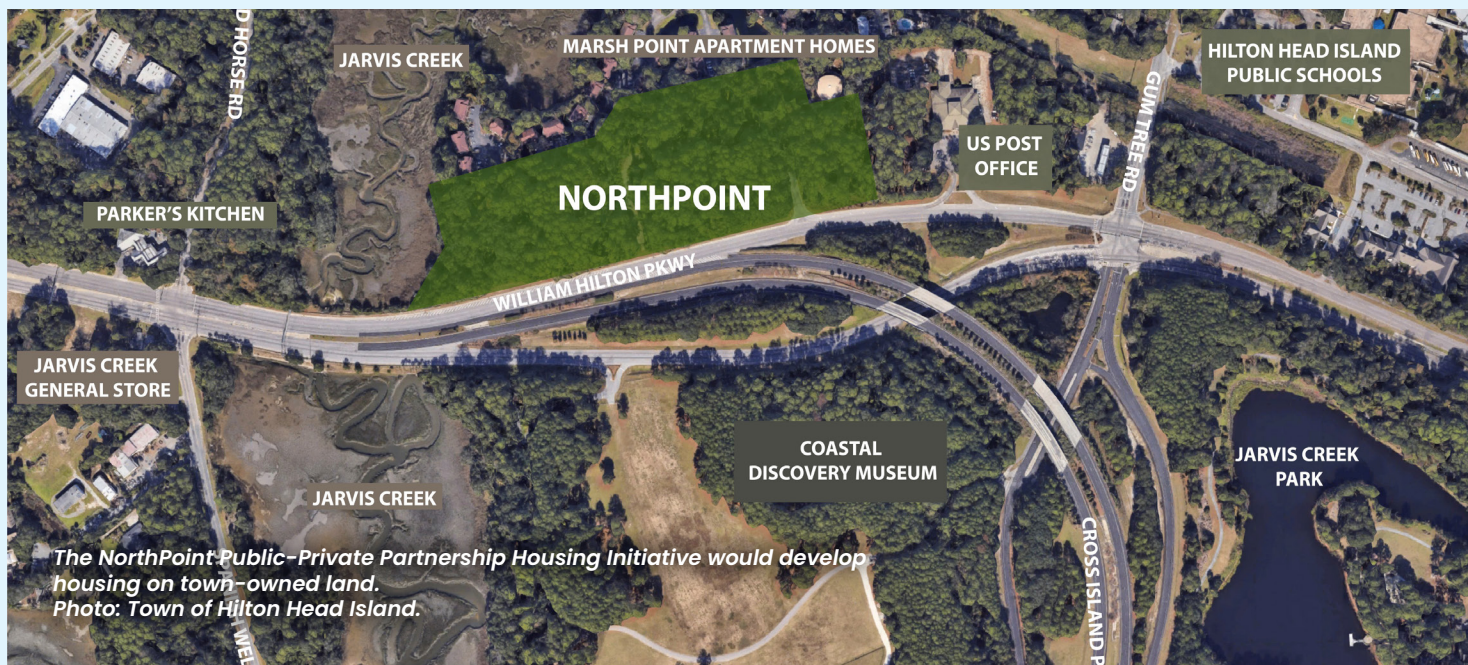 D HORSE RD
JARVIS CREEK
MARSH POINT APARTMENT HOMES
HILTON HEAD ISLAND
PUBLIC SCHOOLS
GUM TREE RD
US POST
OFFICE
NORTHPOINT
PARKER'S KITCHEN
WILLIAM HILTON PKWY
JARVIS CREEK
GENERAL STORE
COASTAL
DISCOVERY MUSEUM
JARVIS CREEK
PARK
JARVIS CREEK
CROSS ISLAND P
WEL
The NorthPoint Public-Private Partnership Housing Initiative would develop
housing on town-owned land.
Photo: Town of Hilton Head Island.